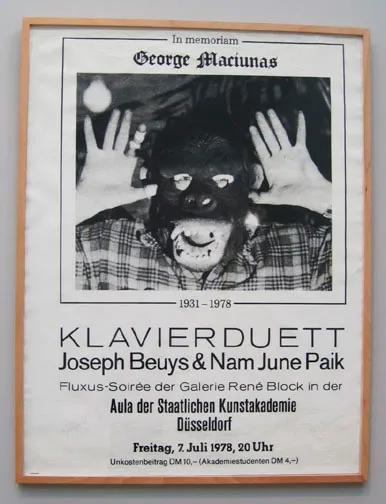 In memoriam
George Maciunas
1931–1978
KLAVIERDUETT
Joseph Beuys & Nam June Paik
Fluxus-Soirée der Galerie René Block in der
Aula der Staatlichen Kunstakademie
Düsseldorf
Freitag, 7. Juli 1978, 20 Uhr
Unkostenbeitrag DM 10,– (Akademiestudenten DM 4,–)